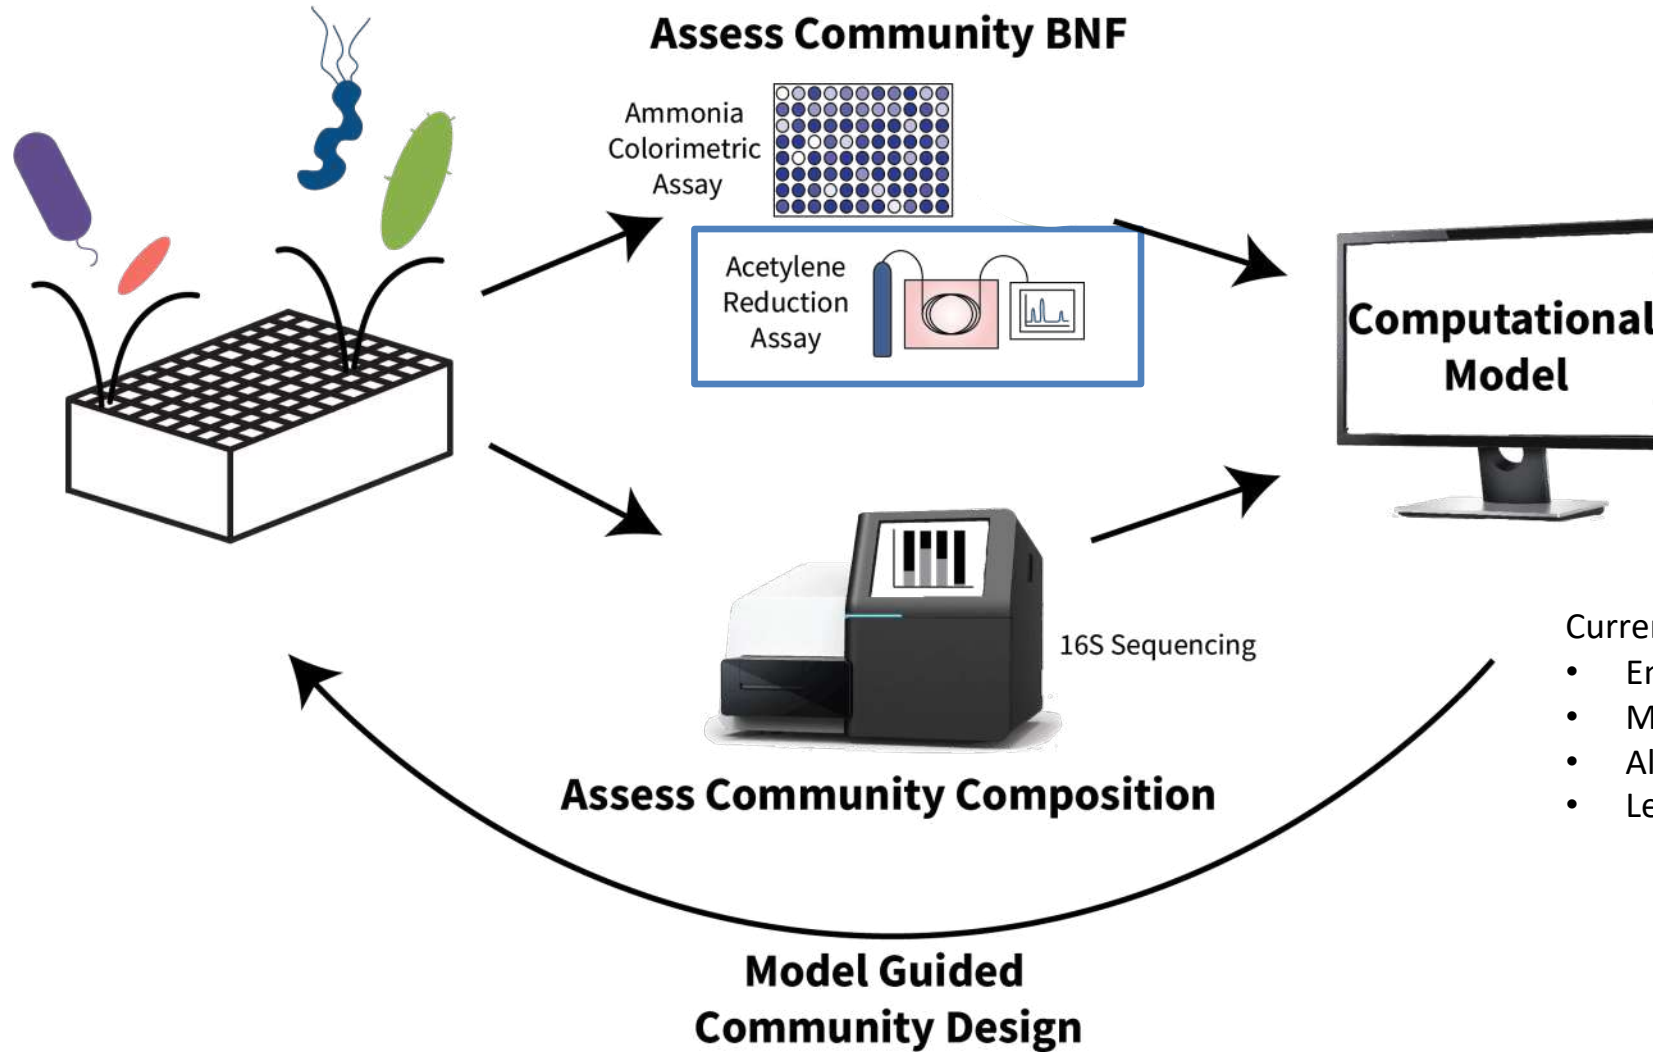 Assess Community BNF
Ammonia
Colorimetric
Assay
Acetylene
Reduction
Assay
Computational
Model
16S Sequencing
Assess Community Composition
Model Guided
Community Design
•
•
•
•